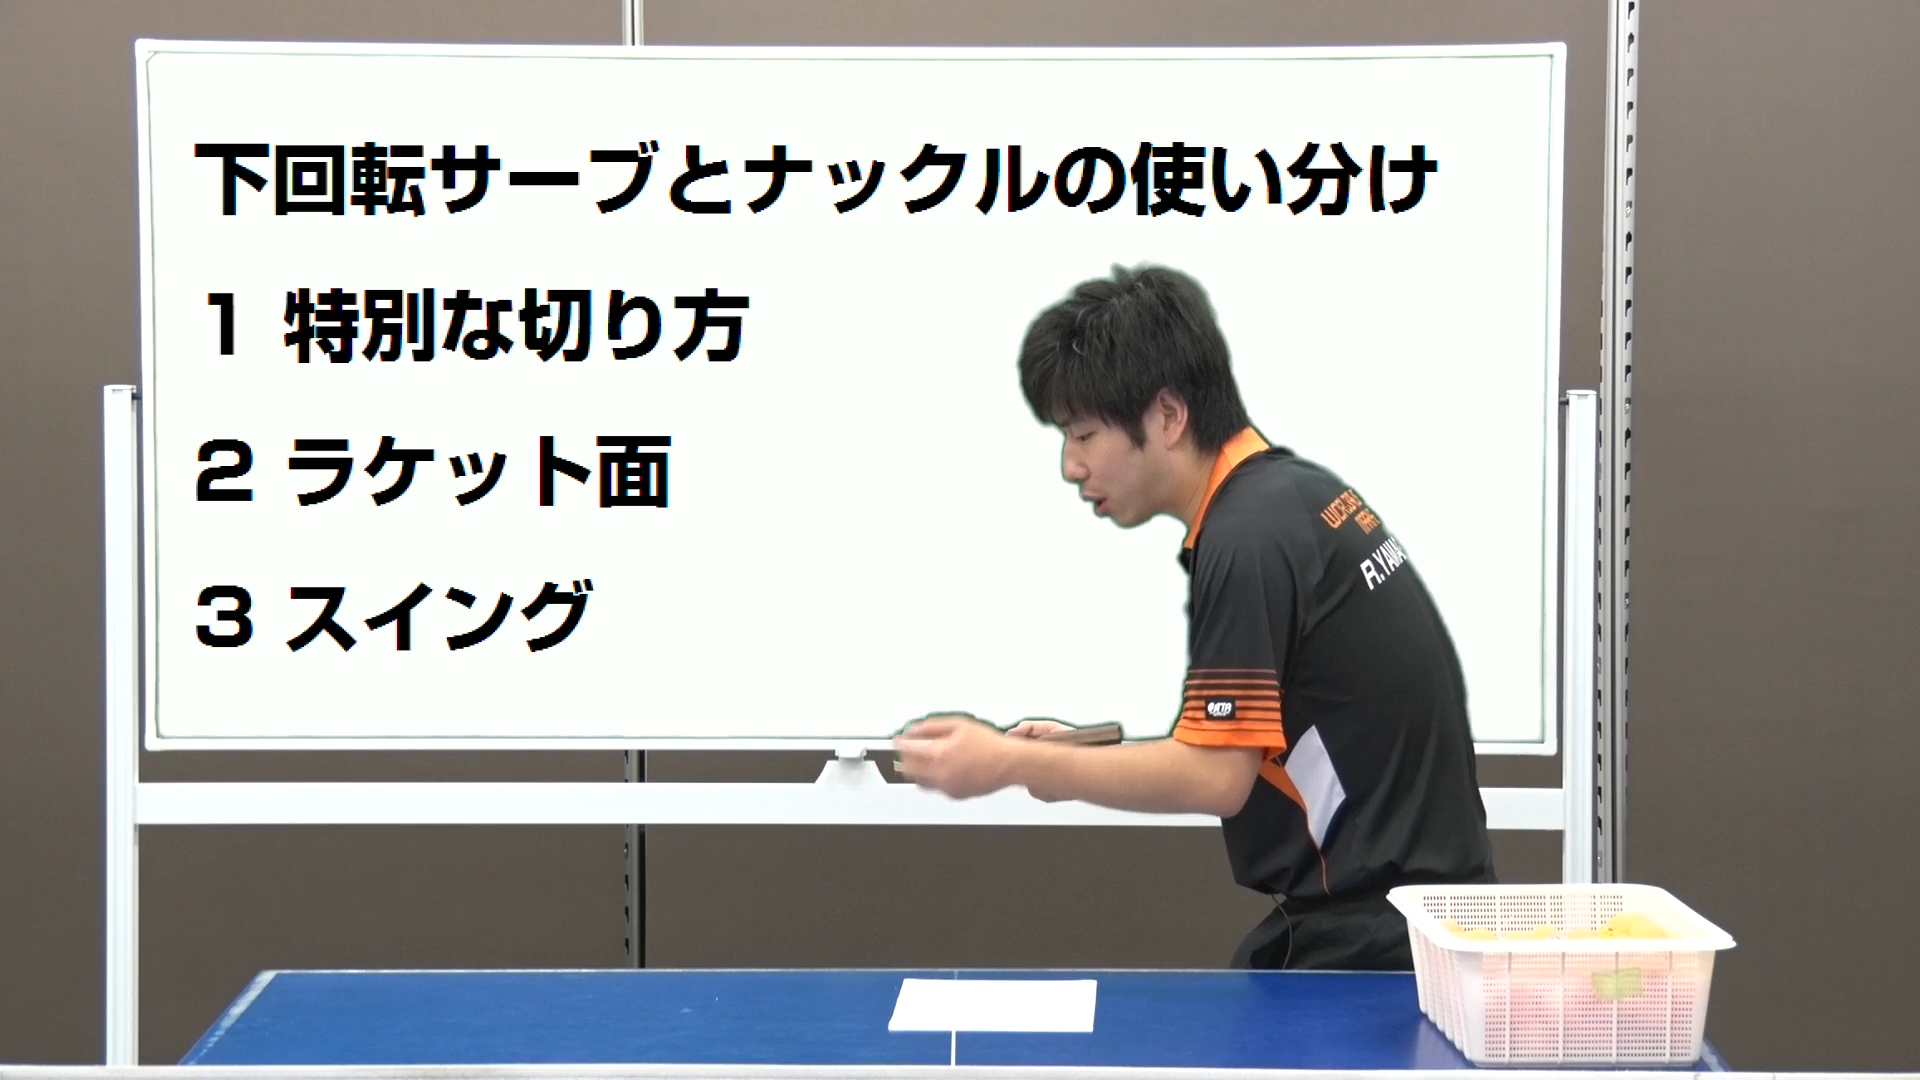 下回転サーブとナックルの使い分け
1 特別な切り方
2 ラケット面
3 スイング